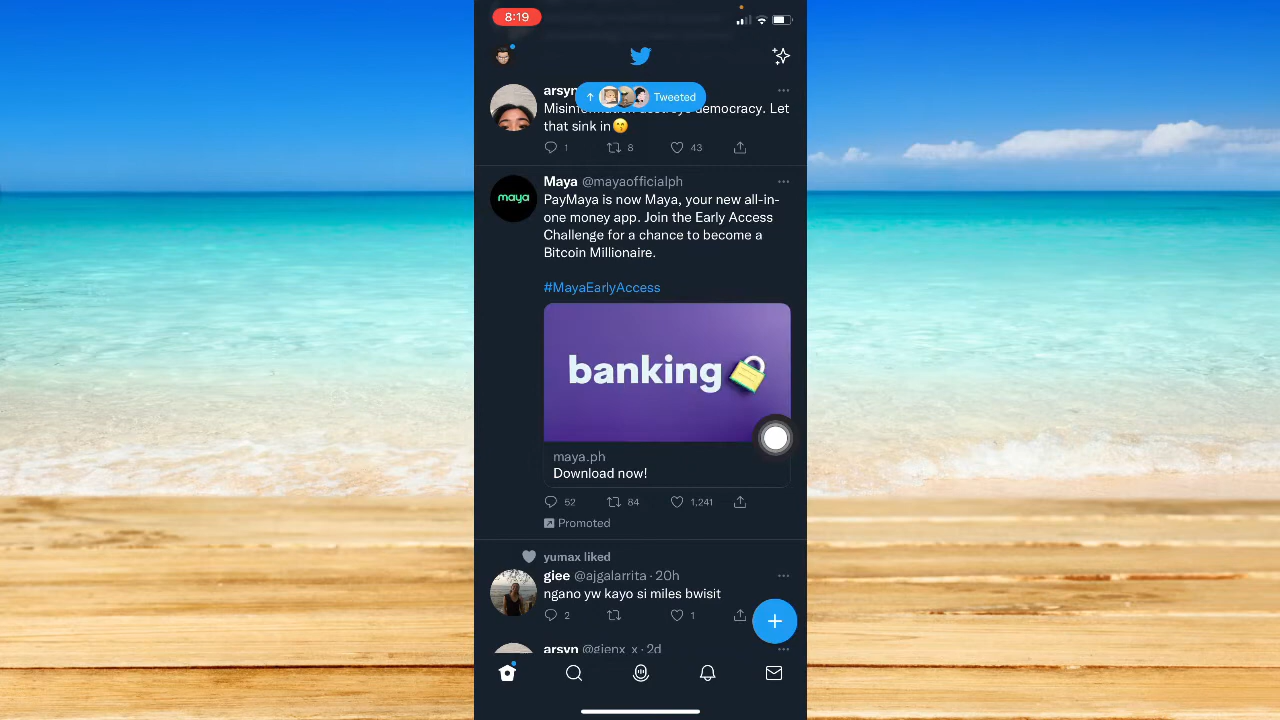 8:19
arsyn
Tweeted
democracy. Let
that sink in😙
1 8 43
Maya @mayaofficialph
maya
PayMaya is now Maya, your new all-in-
one money app. Join the Early Access
Challenge for a chance to become a
Bitcoin Millionaire.
#MayaEarlyAccess
banking
maya.ph
Download now!
52 84 1,241
Promoted
yumax liked
giee @ajgalarrita · 20h
ngano yw kayo si miles bwisit
2 1
arsyn @gienx_x · 2d